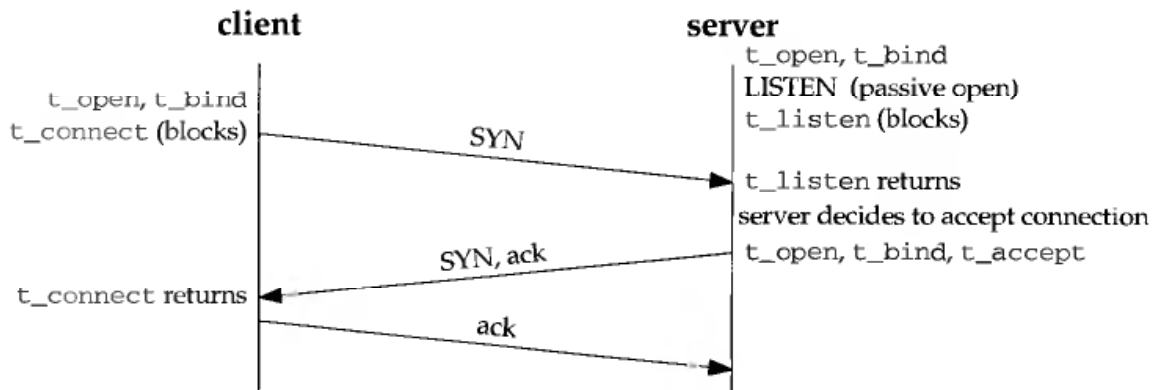 client
server
t_open, t_bind
LISTEN (passive open)
t_open, t_bind
t_connect (blocks)
t_listen (blocks)
SYN
t_listen returns
server decides to accept connection
SYN, ack
t_open, t_bind, t_accept
t_connect returns
ack